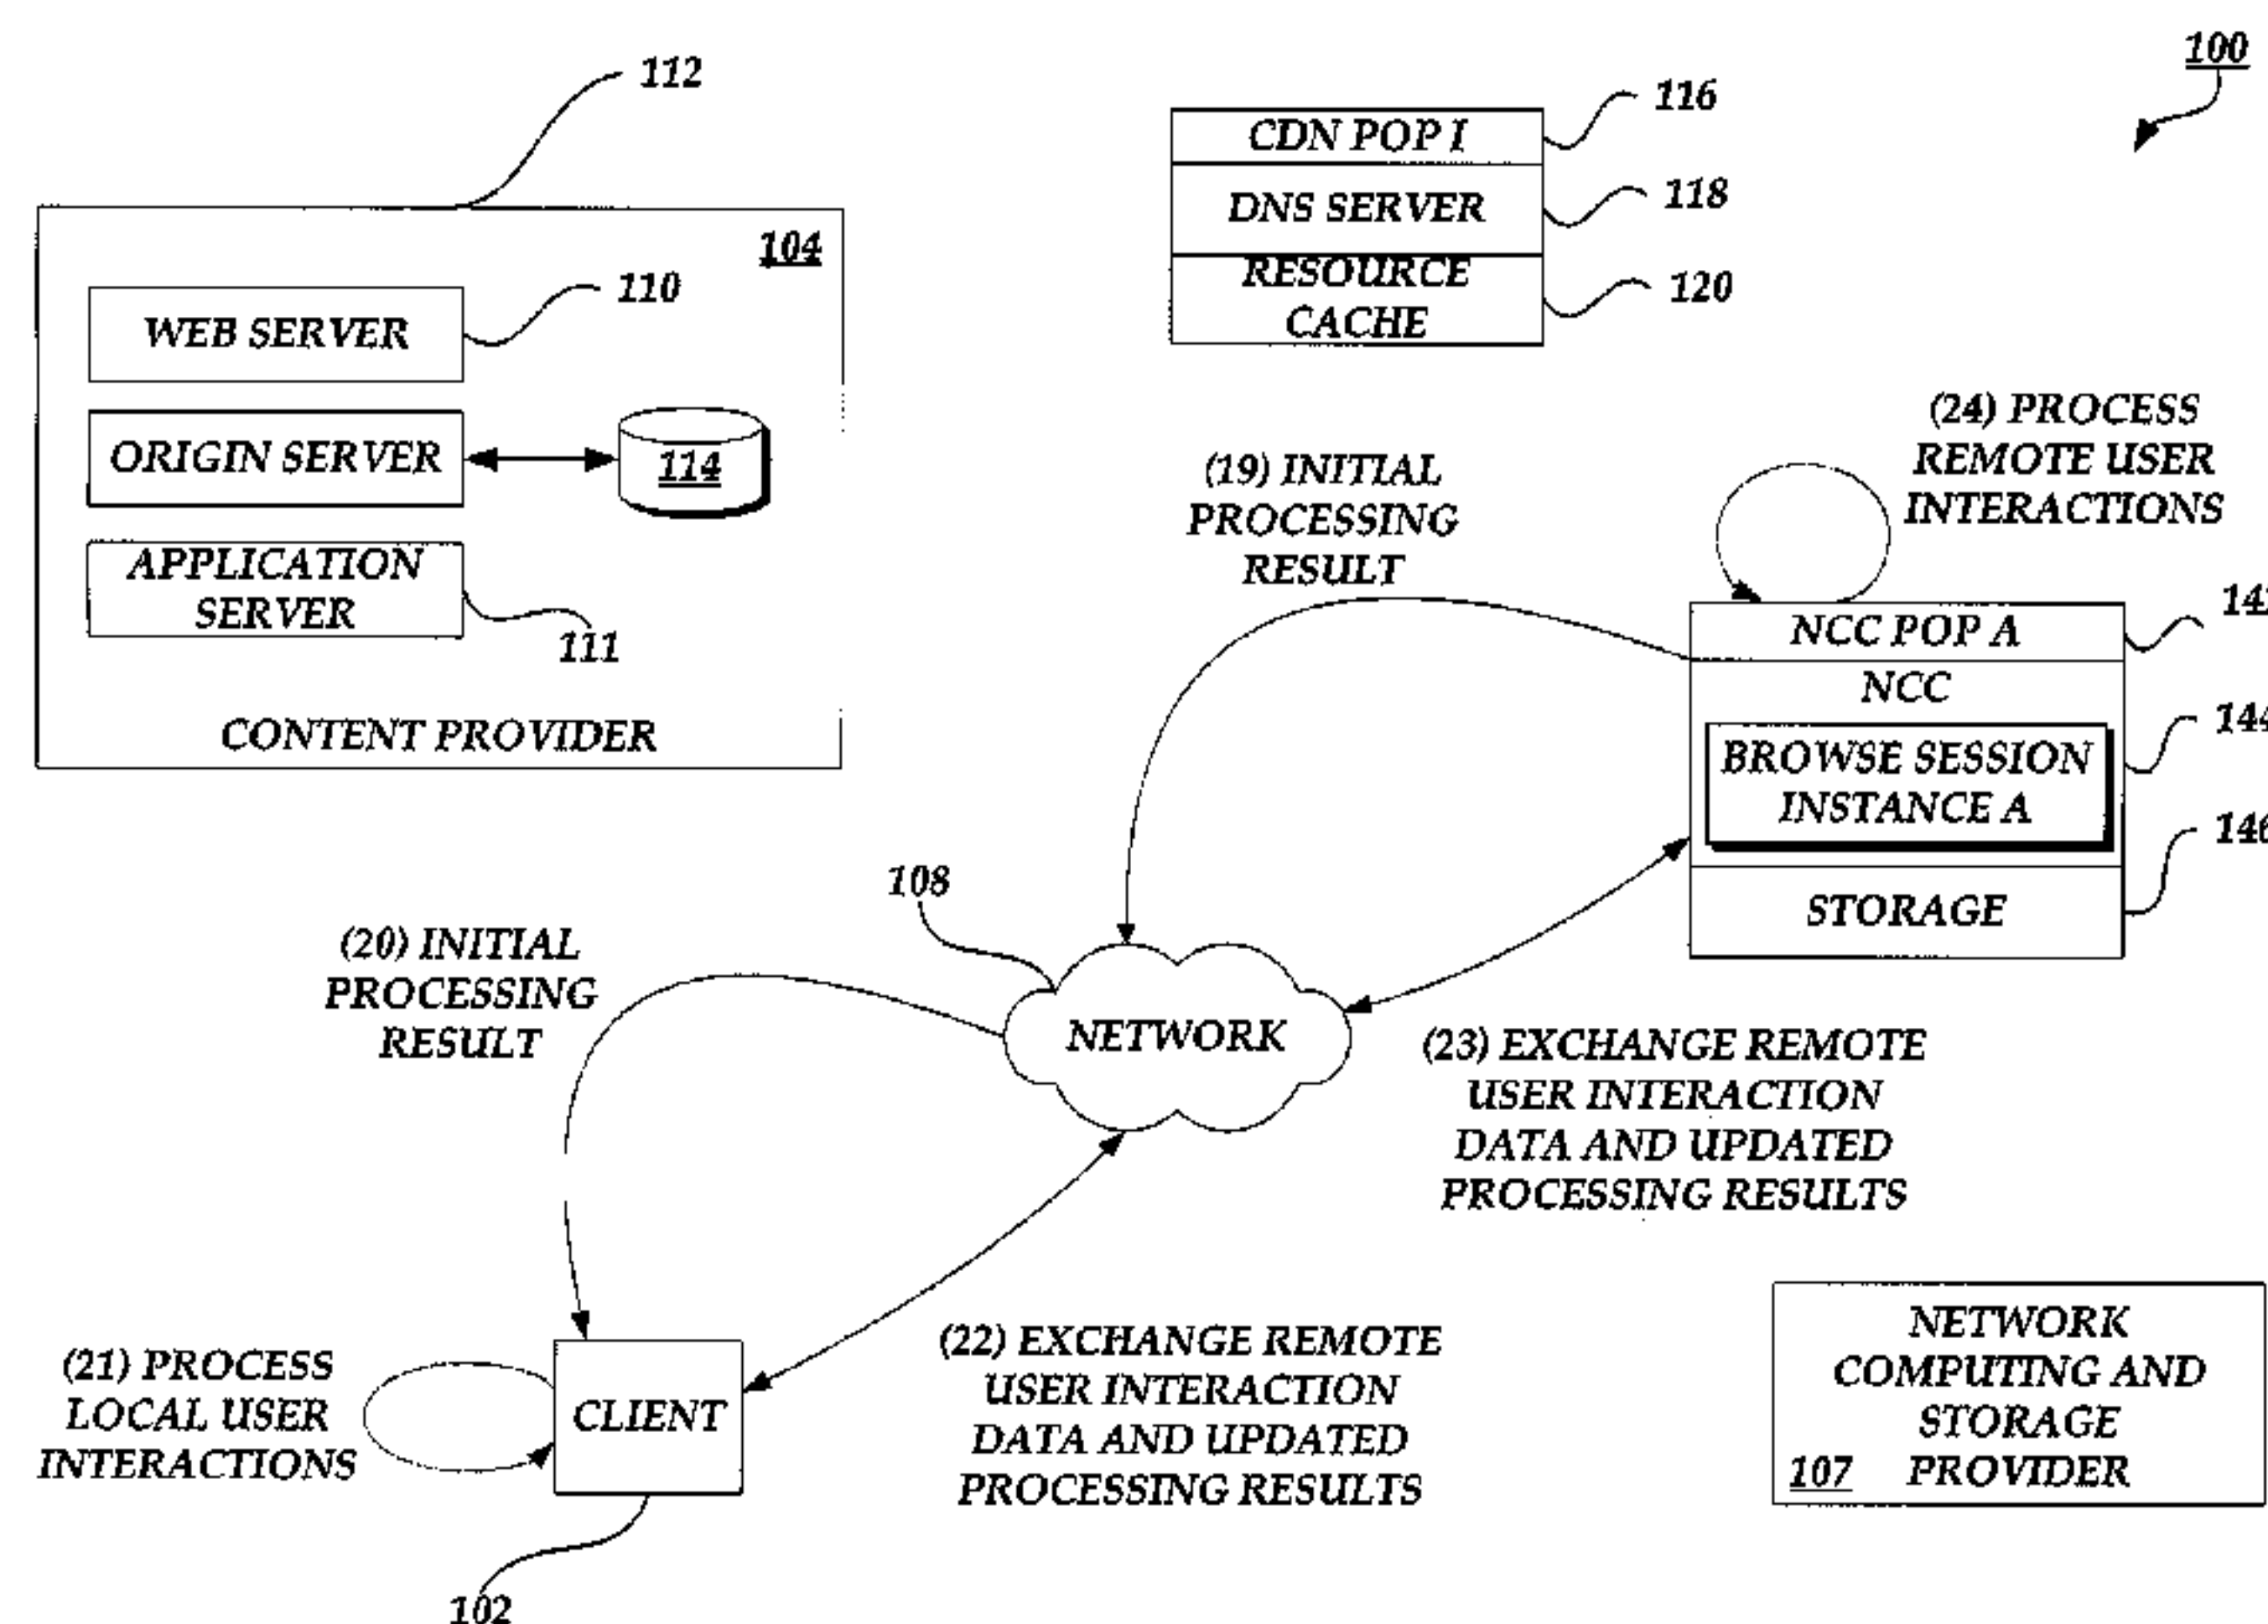 100
112
104
WEB SERVER
110
ORIGIN SERVER
114
APPLICATION
SERVER
111
CONTENT PROVIDER
CDN POP I
116
DNS SERVER
118
RESOURCE
CACHE
120
(24) PROCESS
REMOTE USER
INTERACTIONS
(19) INITIAL
PROCESSING
RESULT
NCC POP A
NCC
BROWSE SESSION
INSTANCE A
144
STORAGE
146
108
NETWORK
(20) INITIAL
PROCESSING
RESULT
(23) EXCHANGE REMOTE
USER INTERACTION
DATA AND UPDATED
PROCESSING RESULTS
(21) PROCESS
LOCAL USER
INTERACTIONS
CLIENT
102
(22) EXCHANGE REMOTE
USER INTERACTION
DATA AND UPDATED
PROCESSING RESULTS
NETWORK
COMPUTING AND
STORAGE
107 PROVIDER